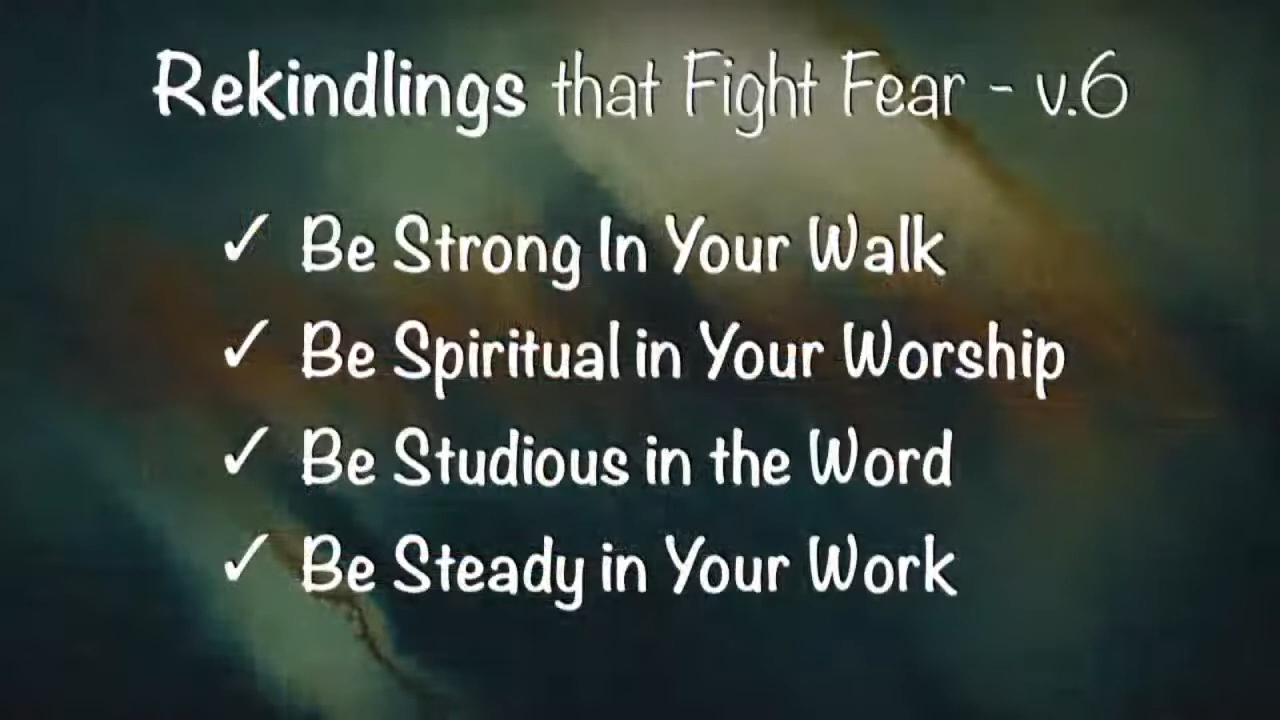 Rekindlings that Fight Fear - v.6
✓ Be Strong In Your Walk
✓ Be Spiritual in Your Worship
✓ Be Studious in the Word
✓ Be Steady in Your Work